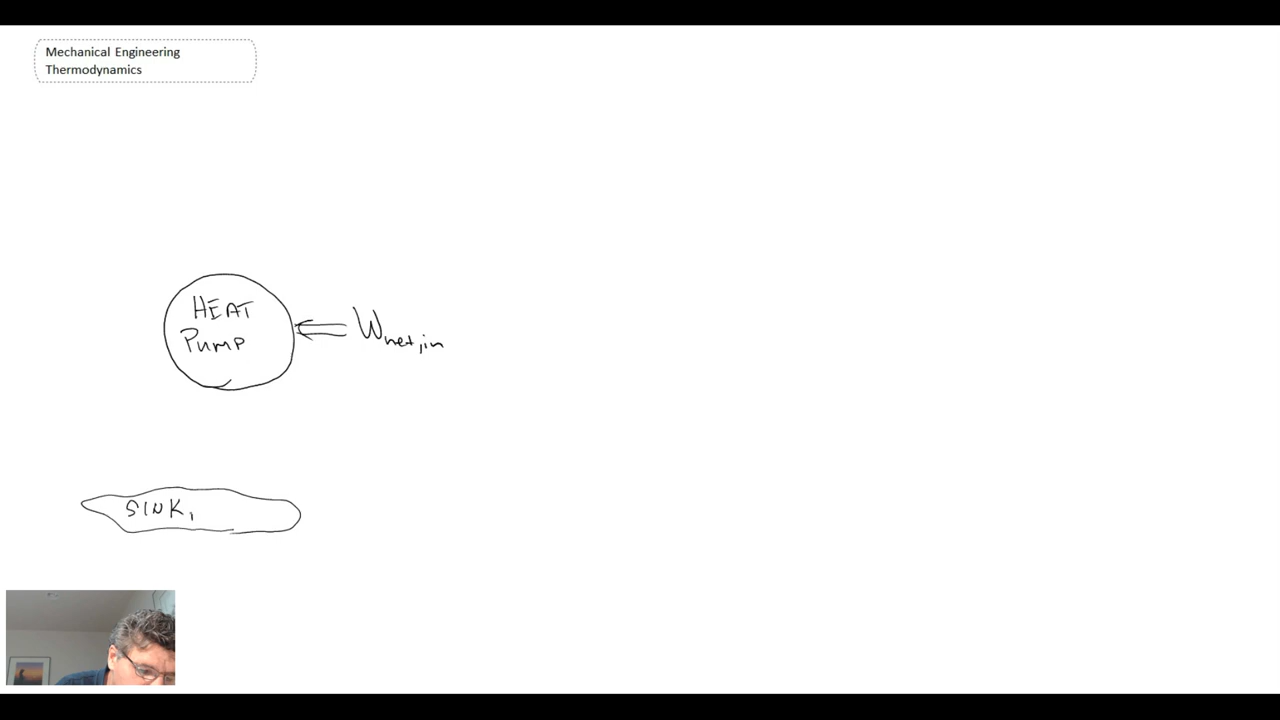 Mechanical Engineering
Thermodynamics
HEAT
PUMP
Wnet,in
SINK,